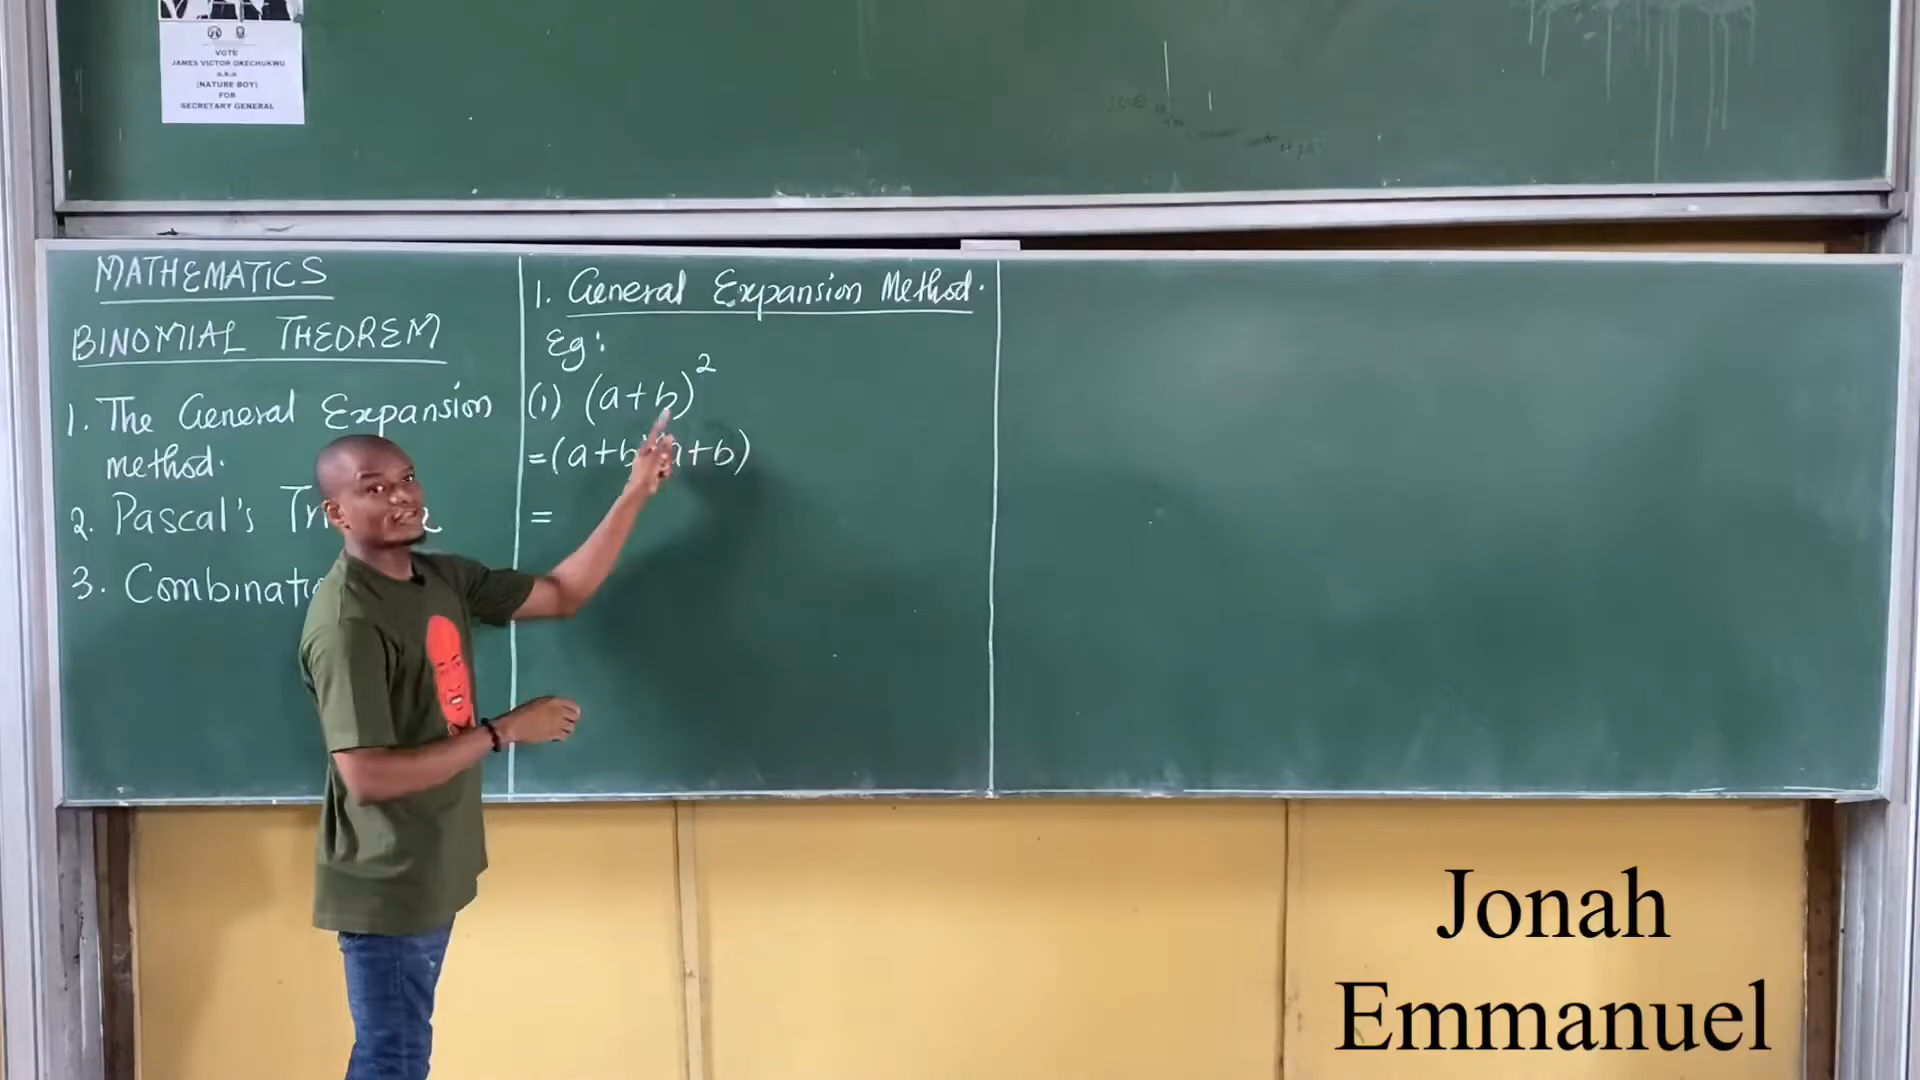 VOTE
JAMES VICTOR OKECHUKWU
a.k.a
(NATURE BOY)
FOR
SECRETARY GENERAL
MATHEMATICS
BINOMIAL THEOREM
1. The General Expansion
method.
2. Pascal's
3.
1. General Expansion Method.
Eg:
(1) (a+b)²
=(a+b)(a+b)
=
Jonah
Emmanuel